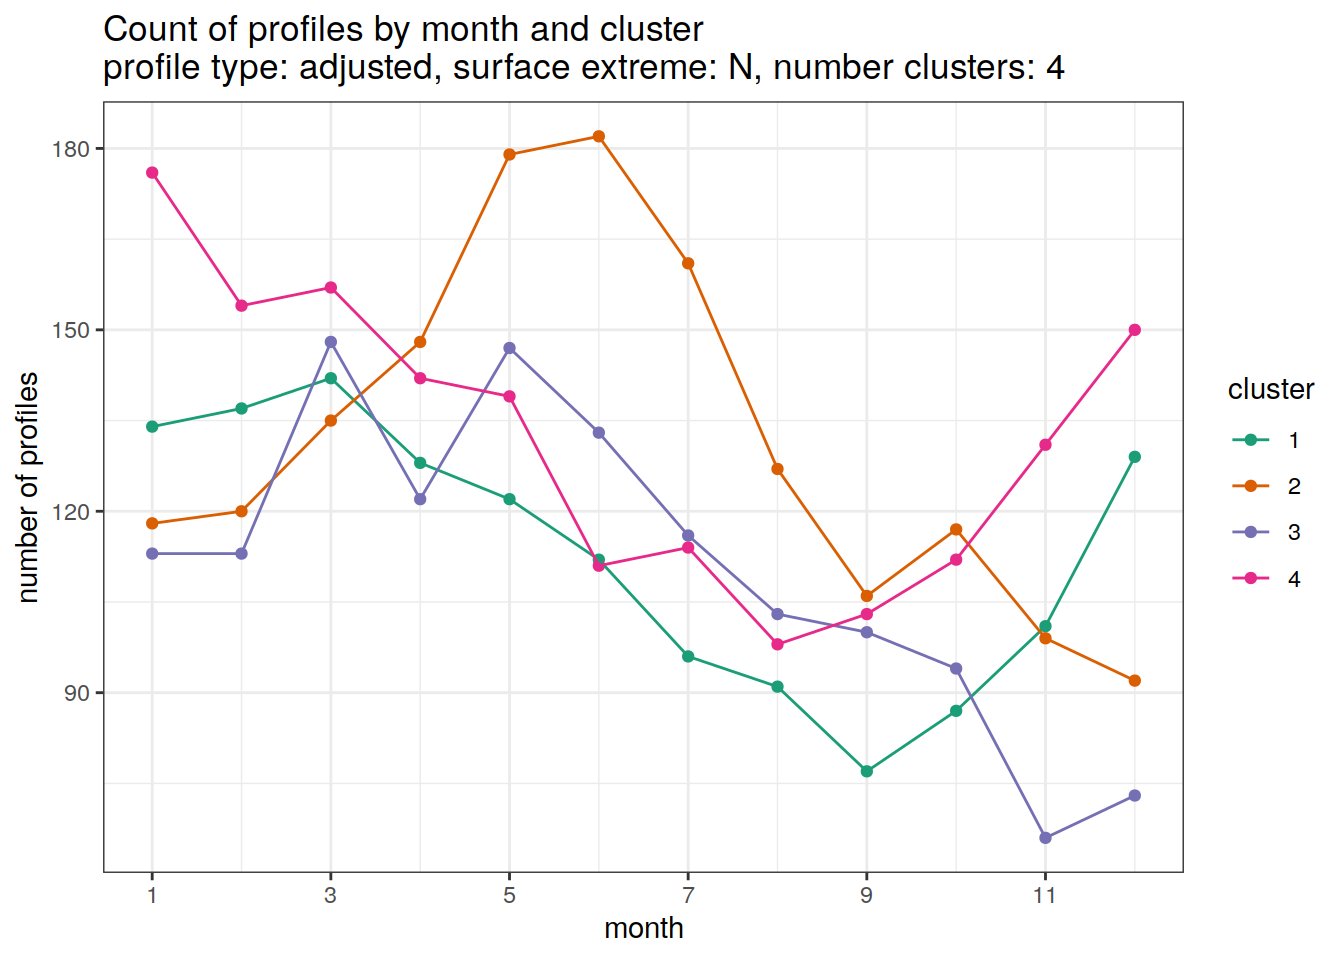 Count of profiles by month and cluster
profile type: adjusted, surface extreme: N, number clusters: 4
180
150
120
90
number of profiles
1 3 5 7 9 11
month
cluster
1
2
3
4